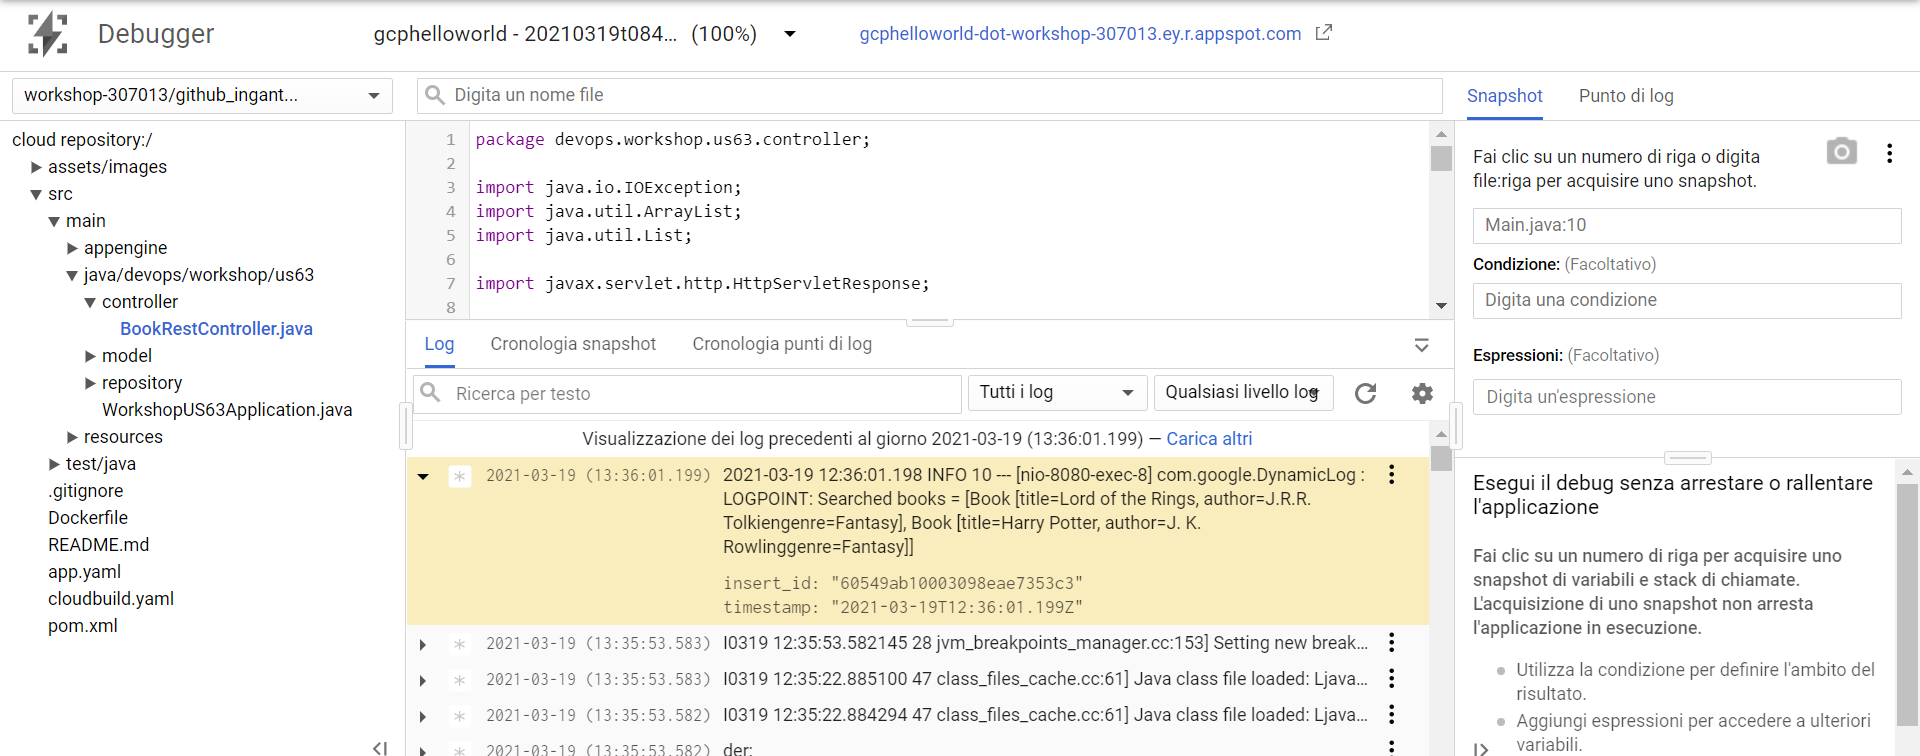 Debugger
gcphelloworld - 20210319t084... (100%)
gcphelloworld-dot-workshop-307013.ey.r.appspot.com
workshop-307013/github_ingant...
Digita un nome file
Snapshot
Punto di log
cloud repository:/
assets/images
src
main
appengine
java/devops/workshop/us63
controller
BookRestController.java
model
repository
WorkshopUS63Application.java
resources
test/java
.gitignore
Dockerfile
README.md
app.yaml
cloudbuild.yaml
pom.xml
1 package devops.workshop.us63.controller;
2
3 import java.io.IOException;
4 import java.util.ArrayList;
5 import java.util.List;
6
7 import javax.servlet.http.HttpServletResponse;
8
Log
Cronologia snapshot
Cronologia punti di log
Ricerca per testo
Tutti i log
Qualsiasi livello log
Visualizzazione dei log precedenti al giorno 2021-03-19 (13:36:01.199) — Carica altri
2021-03-19 (13:36:01.199) 2021-03-19 12:36:01.198 INFO 10 --- [nio-8080-exec-8] com.google.DynamicLog :
LOGPOINT: Searched books = [Book [title=Lord of the Rings, author=J.R.R.
Tolkiengenre=Fantasy], Book [title=Harry Potter, author=J. K.
Rowlinggenre=Fantasy]]
insert_id: "60549ab10003098eae7353c3"
timestamp: "2021-03-19T12:36:01.199Z"
2021-03-19 (13:35:53.583) I0319 12:35:53.582145 28 jvm_breakpoints_manager.cc:153] Setting new break...
2021-03-19 (13:35:53.583) I0319 12:35:22.885100 47 class_files_cache.cc:61] Java class file loaded: Ljava...
2021-03-19 (13:35:53.582) I0319 12:35:22.884294 47 class_files_cache.cc:61] Java class file loaded: Ljava...
2021-03-19 (13:35:53.582) der:
Fai clic su un numero di riga o digita
file:riga per acquisire uno snapshot.
Main.java:10
Condizione: (Facoltativo)
Digita una condizione
Espressioni: (Facoltativo)
Digita un'espressione
Esegui il debug senza arrestare o rallentare
l'applicazione
Fai clic su un numero di riga per acquisire uno
snapshot di variabili e stack di chiamate.
L'acquisizione di uno snapshot non arresta
l'applicazione in esecuzione.
Utilizza la condizione per definire l'ambito del
risultato.
Aggiungi espressioni per accedere a ulteriori
variabili.